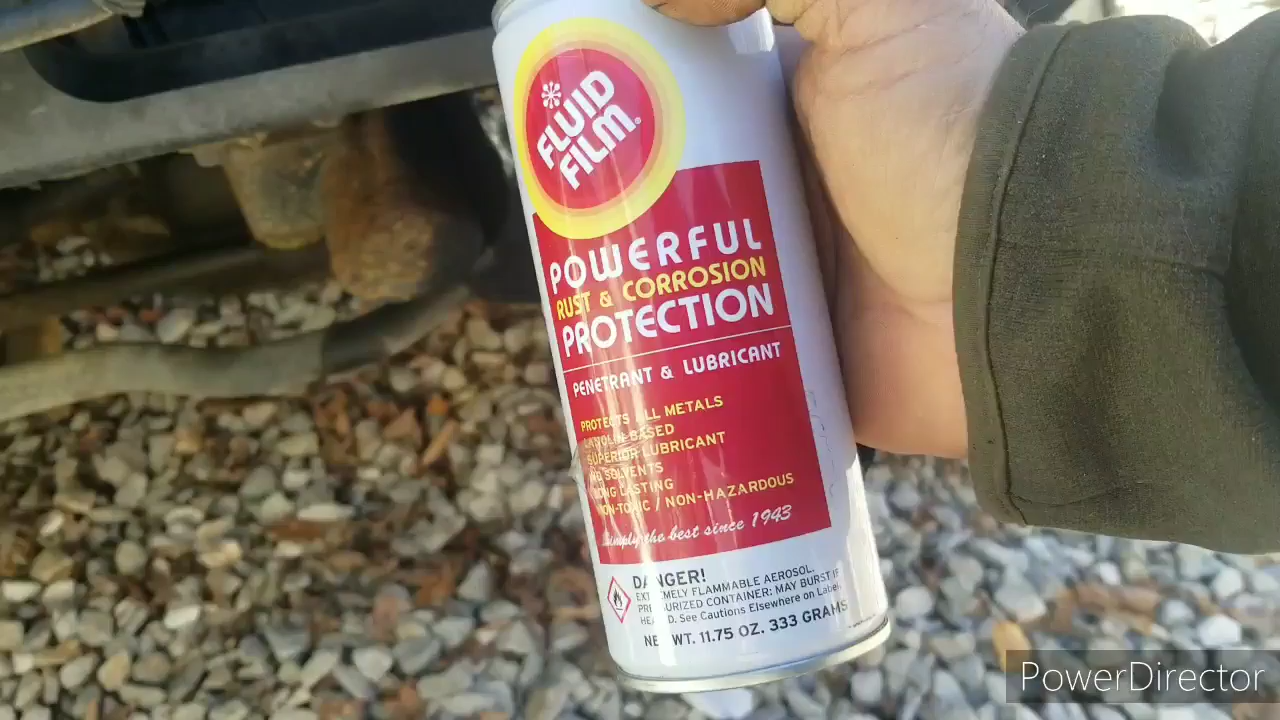 FLUID
FILM®
POWERFUL
RUST & CORROSION
PROTECTION
PENETRANT & LUBRICANT
PROTECTS ALL METALS
LANOLIN-BASED
SUPERIOR LUBRICANT
NO SOLVENTS
LONG LASTING
NON-TOXIC / NON-HAZARDOUS
Simply the best since 1943
DANGER!
EXTREMELY FLAMMABLE AEROSOL.
PRESSURIZED CONTAINER: MAY BURST IF
HEATED. See Cautions Elsewhere on Label.
NET WT. 11.75 OZ. 333 GRAMS
PowerDirector